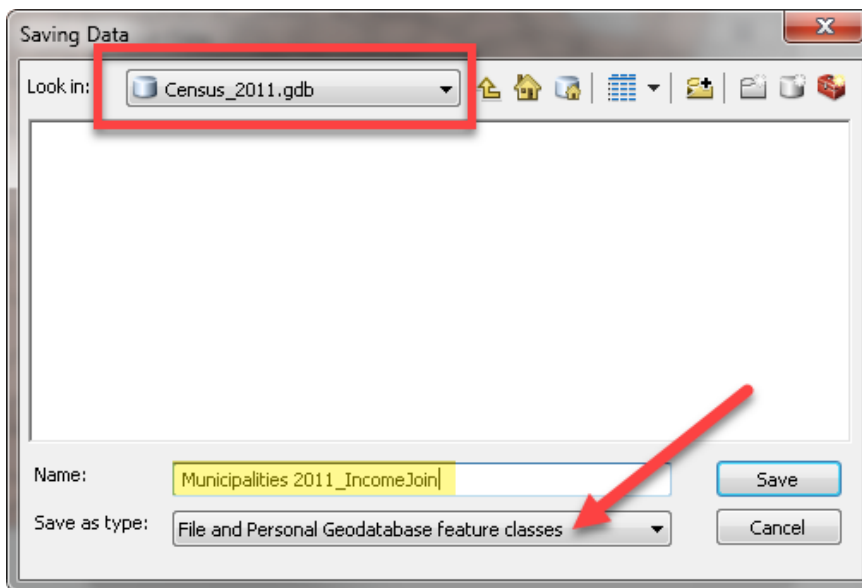 Saving Data
Look in: Census_2011.gdb
Name: Municipalities 2011_IncomeJoin
Save
Save as type: File and Personal Geodatabase feature classes
Cancel